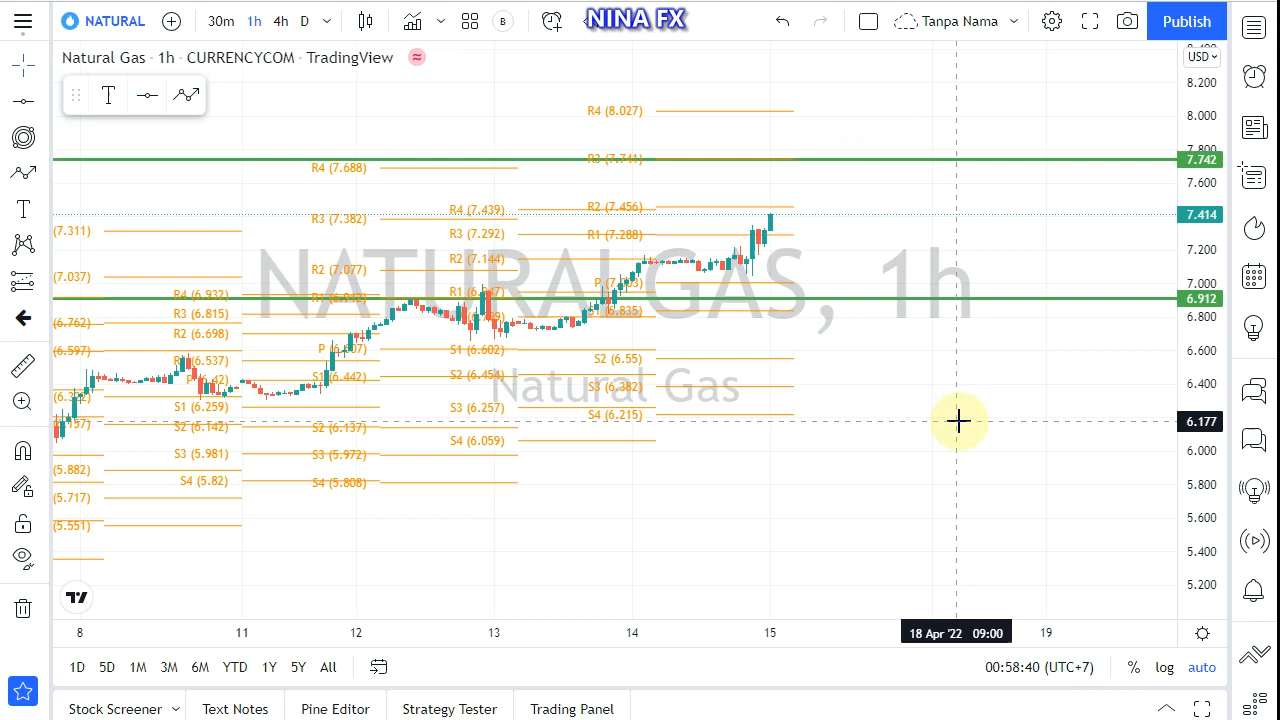 NATURAL 30m 1h 4h D B NINA FX Tanpa Nama Publish
Natural Gas · 1h · CURRENCYCOM · TradingView
USD
8.200
8.000
7.800
7.742
7.600
7.414
7.200
6.912
6.800
6.600
6.400
6.177
6.000
5.800
5.600
5.400
5.200
R4 (8.027)
R3 (7.741)
R2 (7.456)
R1 (7.288)
S1 (6.835)
S2 (6.55)
S3 (6.382)
S4 (6.215)
R4 (7.439)
R3 (7.292)
R2 (7.144)
S1 (6.602)
S2 (6.454)
S3 (6.257)
S4 (6.059)
R4 (7.688)
R3 (7.382)
R2 (7.077)
S1 (6.442)
S2 (6.137)
S3 (5.972)
S4 (5.808)
R4 (6.937)
R3 (6.815)
R2 (6.698)
S1 (6.259)
S2 (6.142)
S3 (5.981)
S4 (5.82)
(7.311)
(7.037)
(6.762)
(6.597)
(5.882)
(5.717)
(5.551)
NATURALGAS, 1h
Natural Gas
8 11 12 13 14 15 18 Apr '22 09:00 19
1D 5D 1M 3M 6M YTD 1Y 5Y All 00:58:40 (UTC+7) % log auto
Stock Screener Text Notes Pine Editor Strategy Tester Trading Panel